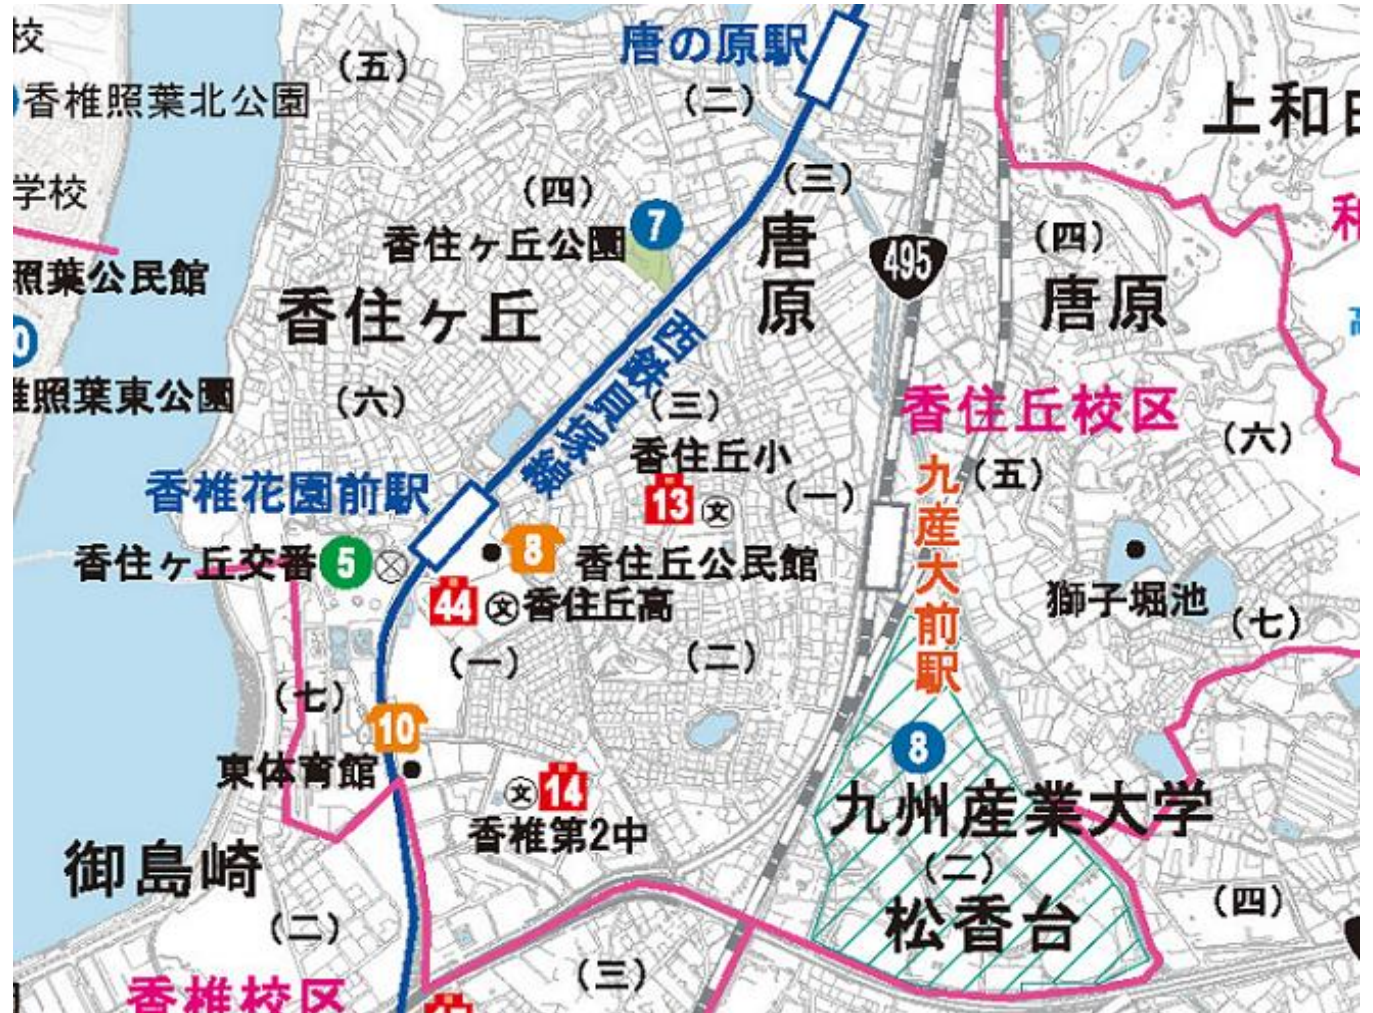 校
唐の原駅
(五)
香椎照葉北公園
(二)
上和
学校
(四)
(三)
7
香住ヶ丘公園
唐原
495
(四)
照葉公民館
香住ヶ丘
唐原
西鉄貝塚線
椎照葉東公園
(六)
(三)
香住丘校区
(六)
香住丘小
13
文
(一)
九産大前駅
(五)
香椎花園前駅
香住ヶ丘交番
5
8
香住丘公民館
44
文
香住丘高
獅子堀池
(七)
(一)
(二)
(七)
10
東体育館
8
文
14
香椎第2中
九州産業大学
御島崎
(二)
松香台
(四)
(二)
(三)
香椎校区